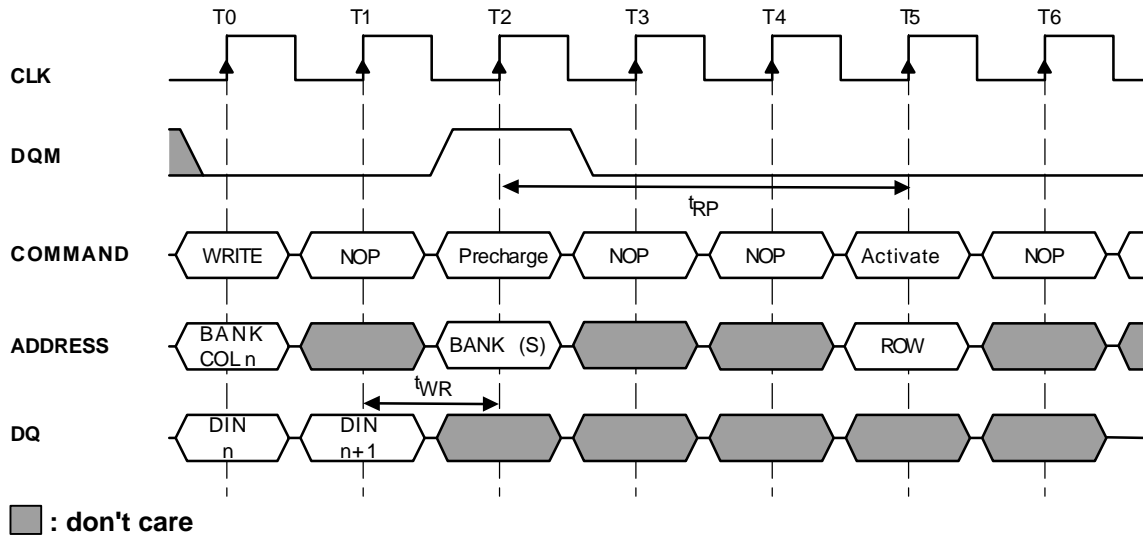 T0 T1 T2 T3 T4 T5 T6
CLK
DQM
tRP
COMMAND WRITE NOP Precharge NOP NOP Activate NOP
ADDRESS BANK COL n BANK (S) ROW
tWR
DQ DIN n DIN n+1
: don't care